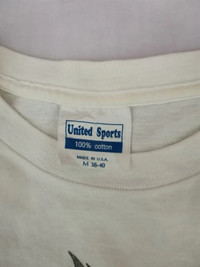 United Sports
100% cotton
MADE IN U.S.A.
M 38-40